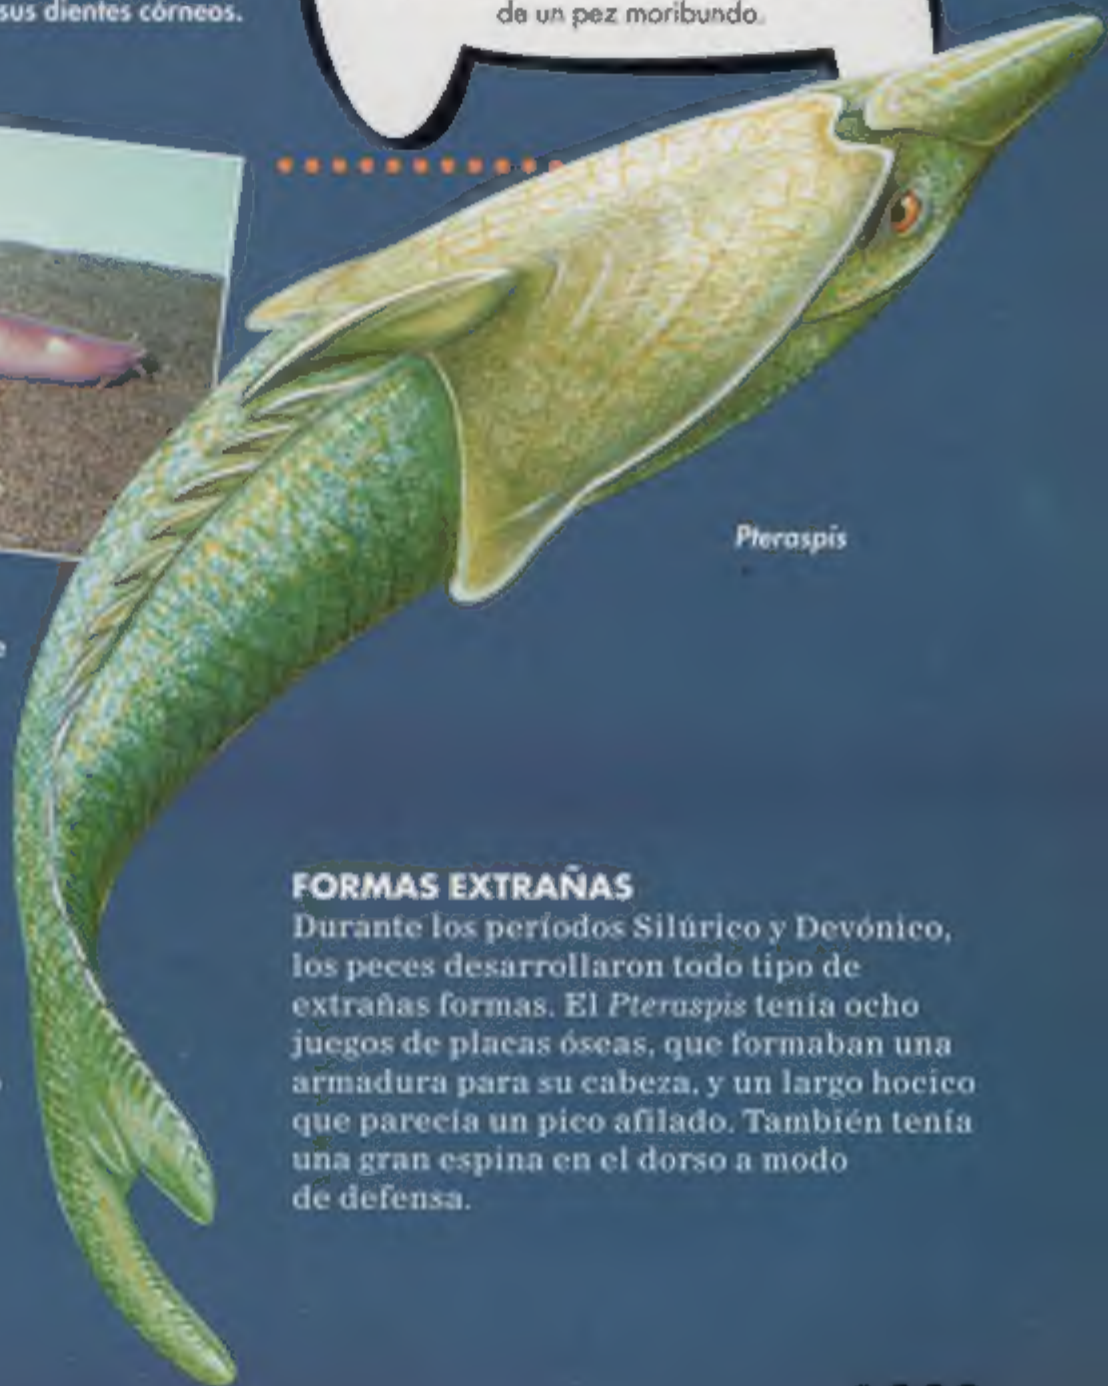 sus dientes córneos.
de un pez moribundo.
Pteraspis
FORMAS EXTRAÑAS
Durante los períodos Silúrico y Devónico,
los peces desarrollaron todo tipo de
extrañas formas. El Pteraspis tenía ocho
juegos de placas óseas, que formaban una
armadura para su cabeza, y un largo hocico
que parecía un pico afilado. También tenía
una gran espina en el dorso a modo
de defensa.